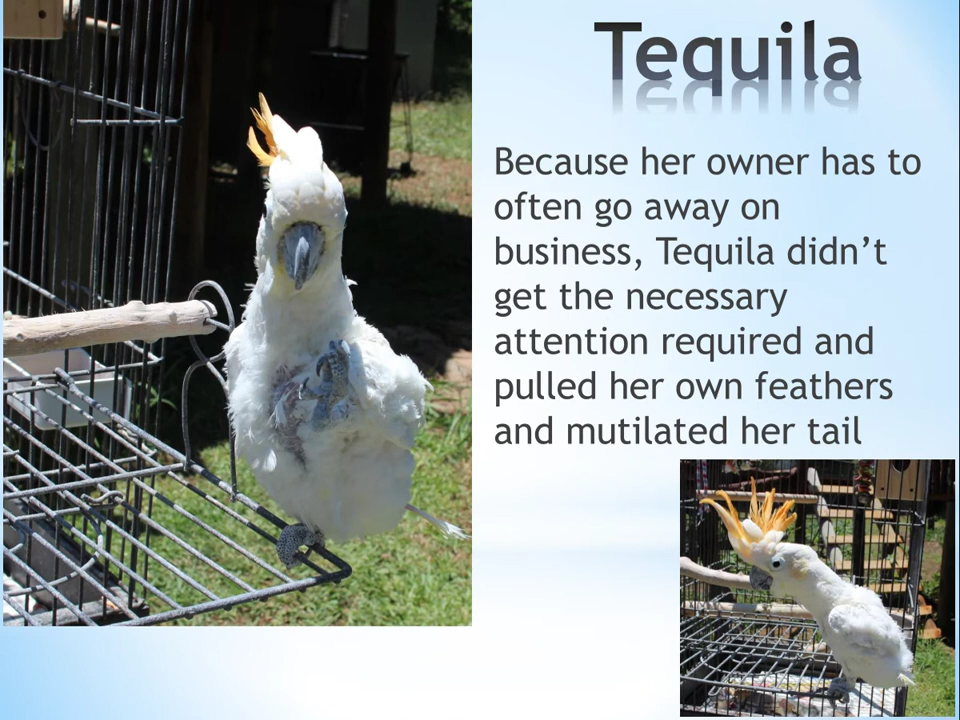 Tequila
Because her owner has to
often go away on
business, Tequila didn’t
get the necessary
attention required and
pulled her own feathers
and mutilated her tail